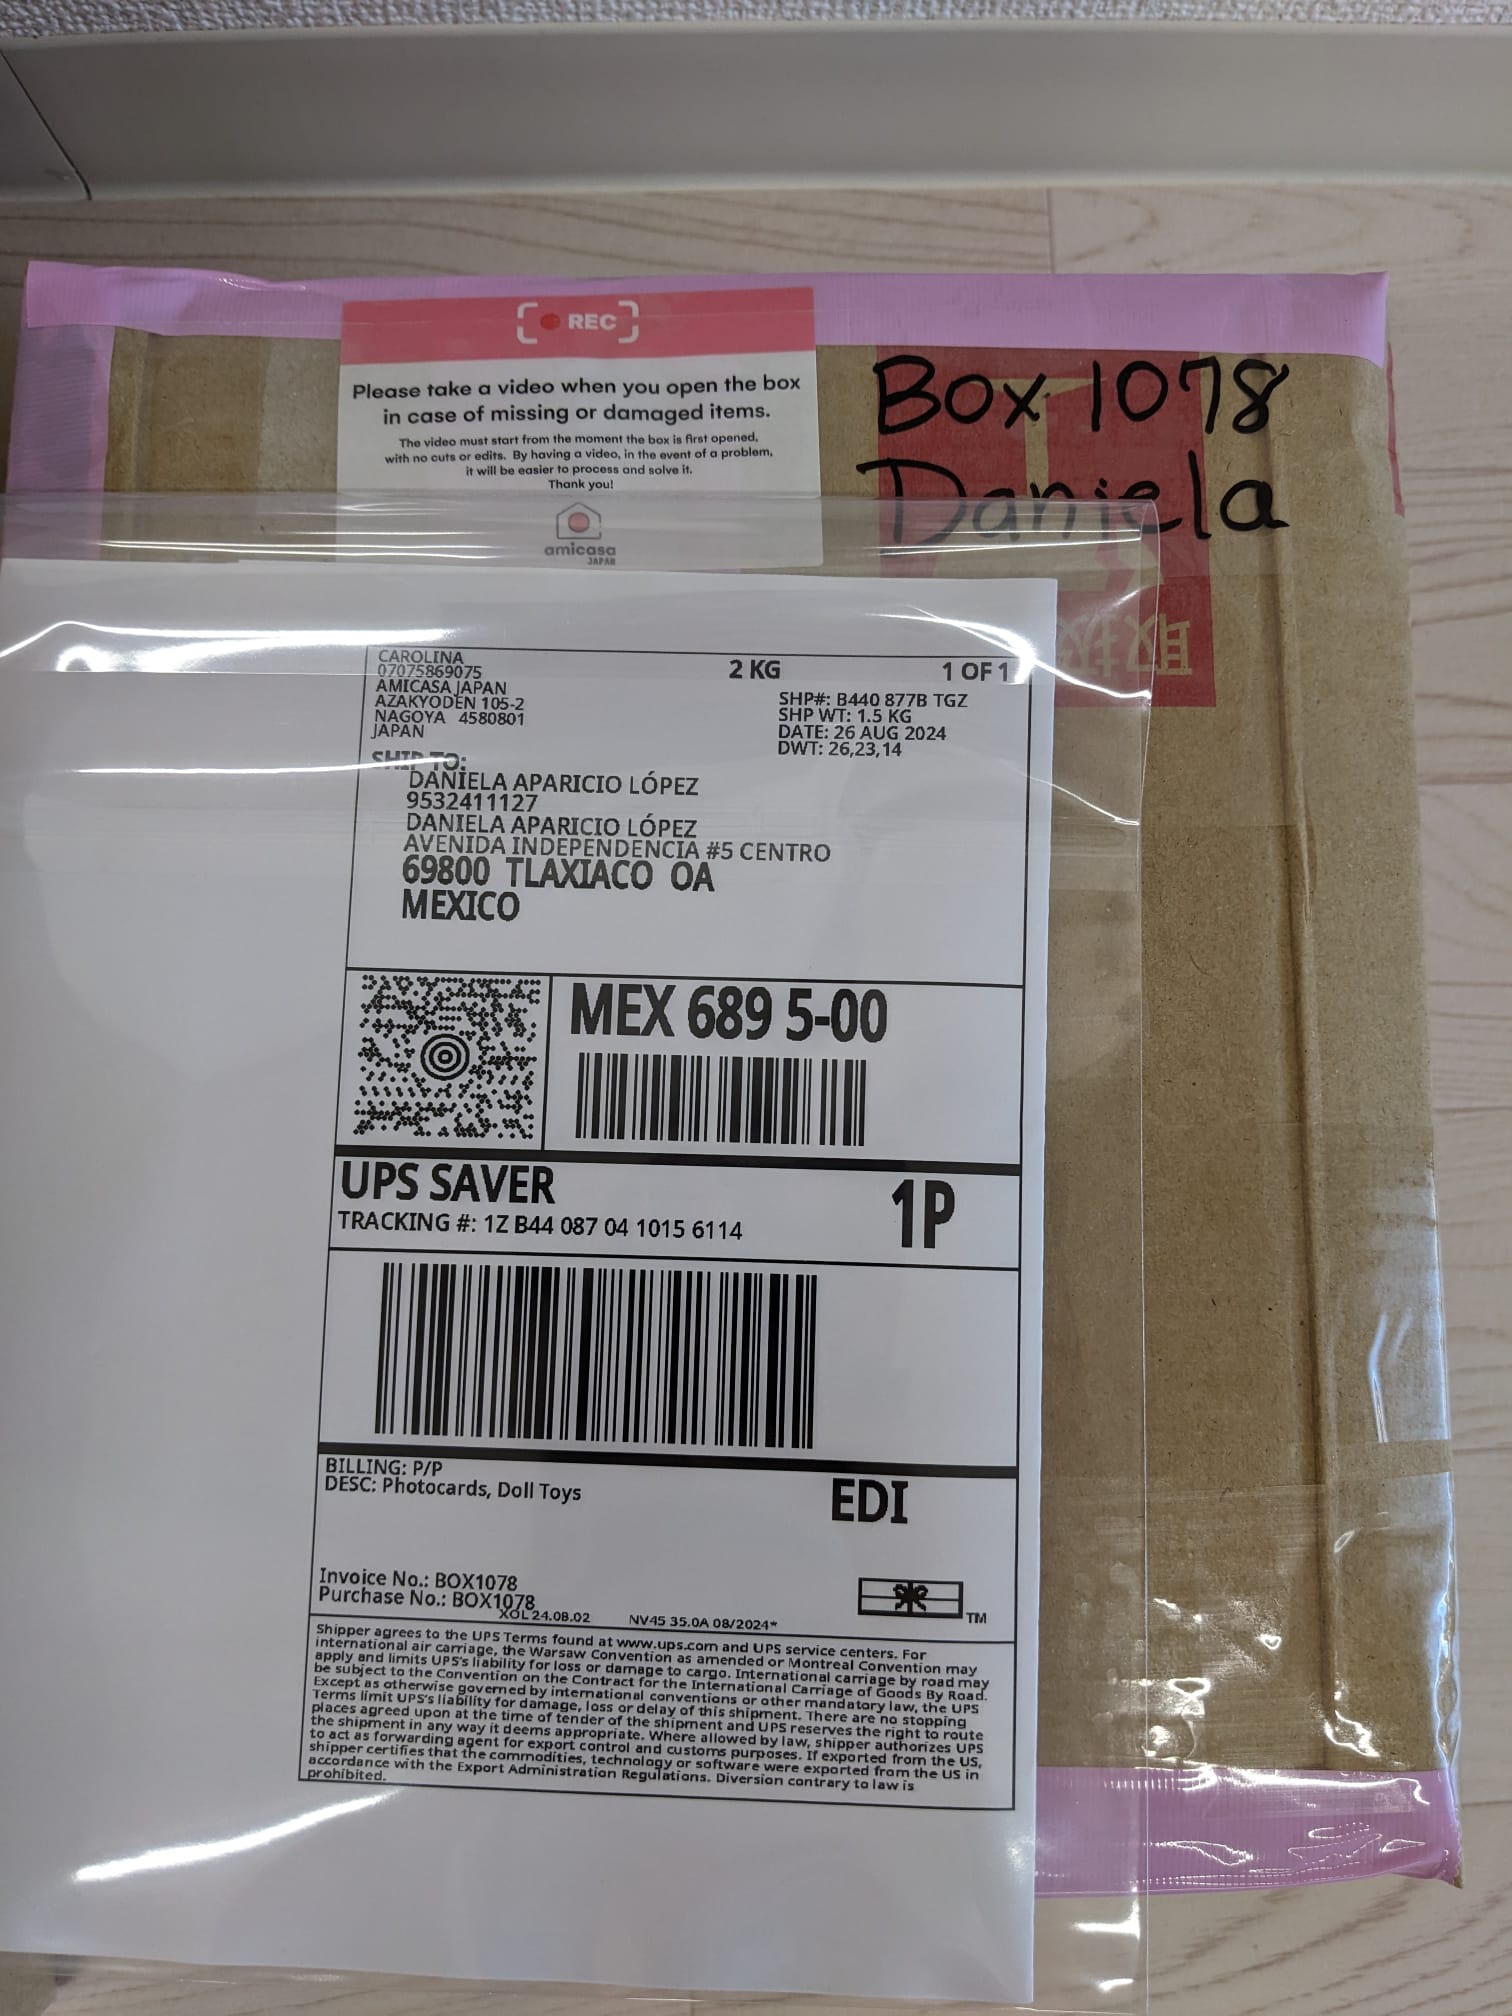 REC
Please take a video when you open the box
in case of missing or damaged items.
The video must start from the moment the box is first opened,
with no cuts or edits. By having a video, in the event of a problem,
it will be easier to process and solve it.
Thank you!
amicasa
JAPAN
Box 1078
Daniela
取扱
CAROLINA
07075869075
AMICASA JAPAN
AZAKYODEN 105-2
NAGOYA 4580801
JAPAN
2 KG
1 OF 1
SHP#: B440 877B TGZ
SHP WT: 1.5 KG
DATE: 26 AUG 2024
DWT: 26,23,14
SHIP TO:
DANIELA APARICIO LÓPEZ
9532411127
DANIELA APARICIO LÓPEZ
AVENIDA INDEPENDENCIA #5 CENTRO
69800 TLAXIACO OA
MEXICO
MEX 689 5-00
UPS SAVER
TRACKING #: 1Z B44 087 04 1015 6114
1P
BILLING: P/P
DESC: Photocards, Doll Toys
EDI
Invoice No.: BOX1078
Purchase No.: BOX1078
XOL 24.08.02 NV45 35.0A 08/2024*
TM
Shipper agrees to the UPS Terms found at www.ups.com and UPS service centers. For
international air carriage, the Warsaw Convention as amended or Montreal Convention may
apply and limits UPS's liability for loss or damage to cargo. International carriage by road may
be subject to the Convention on the Contract for the International Carriage of Goods By Road.
Except as otherwise governed by international conventions or other mandatory law, the UPS
Terms limit UPS's liability for damage, loss or delay of this shipment. There are no stopping
places agreed upon at the time of tender of the shipment and UPS reserves the right to route
the shipment in any way it deems appropriate. Where allowed by law, shipper authorizes UPS
to act as forwarding agent for export control and customs purposes. If exported from the US,
shipper certifies that the commodities, technology or software were exported from the US in
accordance with the Export Administration Regulations. Diversion contrary to law is
prohibited.